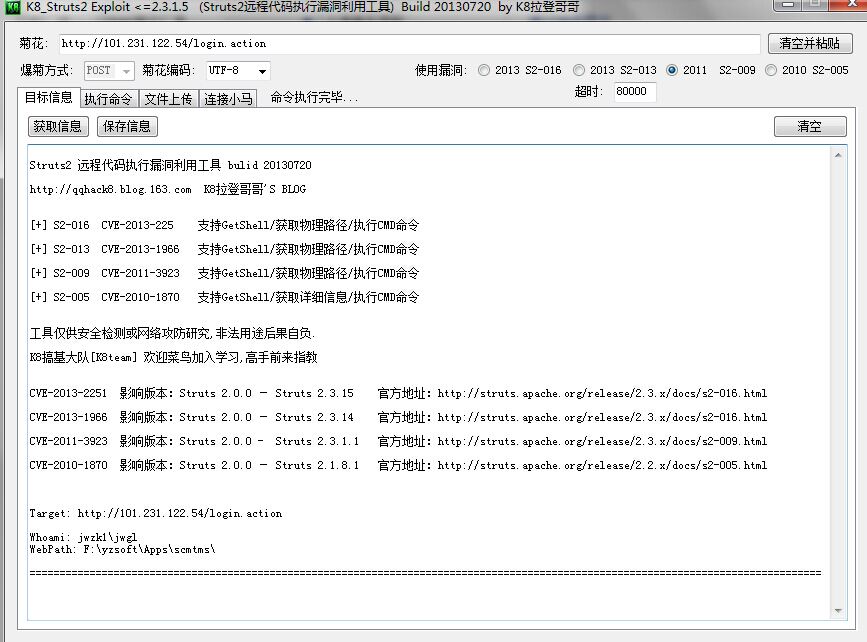 K8 K8_Struts2 Exploit <=2.3.1.5 (Struts2远程代码执行漏洞利用工具) Build 20130720 by K8拉登哥哥
菊花: http://101.231.122.54/login.action 清空并粘贴
爆菊方式: POST 菊花编码: UTF-8 使用漏洞: 2013 S2-016 2013 S2-013 2011 S2-009 2010 S2-005
超时: 80000
目标信息 执行命令 文件上传 连接小马 命令执行完毕...
获取信息 保存信息 清空
Struts2 远程代码执行漏洞利用工具 bulid 20130720
http://qqhack8.blog.163.com K8拉登哥哥'S BLOG
[+] S2-016 CVE-2013-225 支持GetShell/获取物理路径/执行CMD命令
[+] S2-013 CVE-2013-1966 支持GetShell/获取物理路径/执行CMD命令
[+] S2-009 CVE-2011-3923 支持GetShell/获取物理路径/执行CMD命令
[+] S2-005 CVE-2010-1870 支持GetShell/获取详细信息/执行CMD命令
工具仅供安全检测或网络攻防研究,非法用途后果自负.
K8搞基大队[K8team] 欢迎菜鸟加入学习,高手前来指教
CVE-2013-2251 影响版本: Struts 2.0.0 – Struts 2.3.15 官方地址: http://struts.apache.org/release/2.3.x/docs/s2-016.html
CVE-2013-1966 影响版本: Struts 2.0.0 – Struts 2.3.14 官方地址: http://struts.apache.org/release/2.3.x/docs/s2-016.html
CVE-2011-3923 影响版本: Struts 2.0.0 - Struts 2.3.1.1 官方地址: http://struts.apache.org/release/2.3.x/docs/s2-009.html
CVE-2010-1870 影响版本: Struts 2.0.0 – Struts 2.1.8.1 官方地址: http://struts.apache.org/release/2.2.x/docs/s2-005.html
Target: http://101.231.122.54/login.action
Whoami: jwzk1\jwgl
WebPath: F:\yzsoft\Apps\scmtms\
====================================================================================================================================